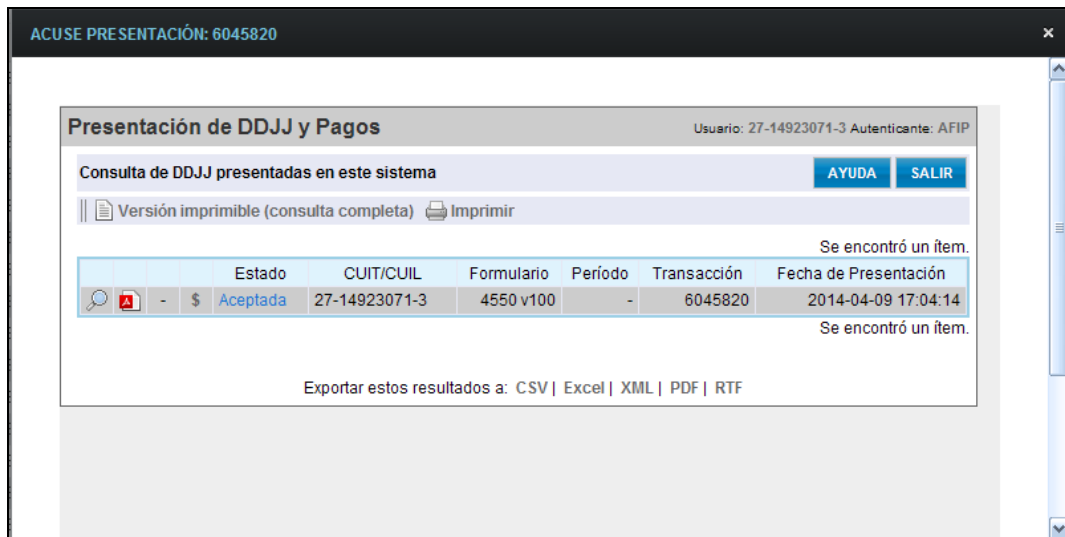 ACUSE PRESENTACIÓN: 6045820 ×
Presentación de DDJJ y Pagos Usuario: 27-14923071-3 Autenticante: AFIP
Consulta de DDJJ presentadas en este sistema AYUDA SALIR
Versión imprimible (consulta completa) Imprimir
Se encontró un ítem.
Estado CUIT/CUIL Formulario Período Transacción Fecha de Presentación
- $ Aceptada 27-14923071-3 4550 v100 - 6045820 2014-04-09 17:04:14
Se encontró un ítem.
Exportar estos resultados a: CSV | Excel | XML | PDF | RTF